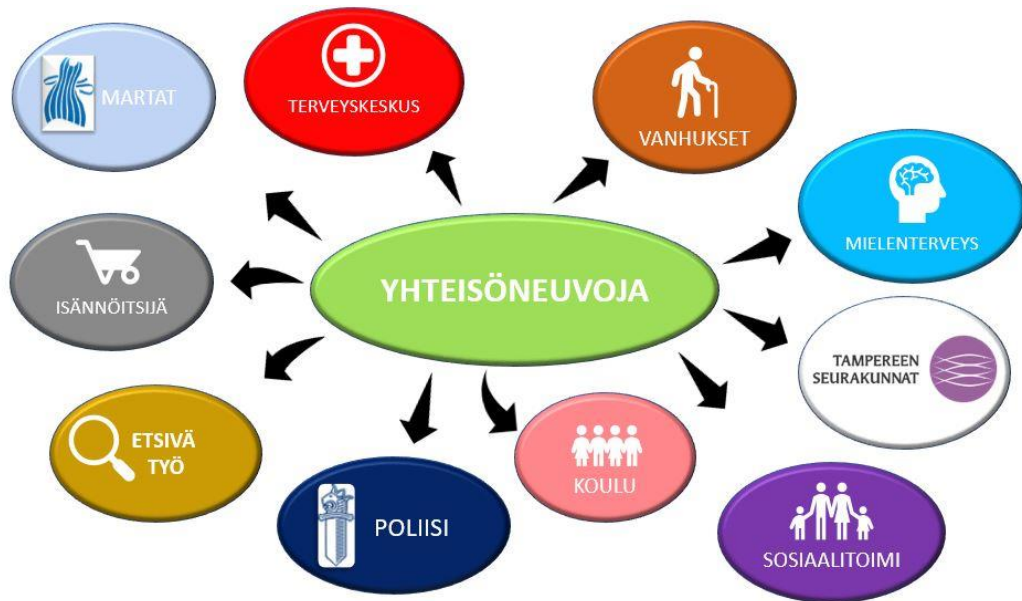 MARTAT
TERVEYSKESKUS
VANHUKSET
MIELENTERVEYS
ISÄNNÖITSIJÄ
YHTEISÖNEUVOJA
TAMPEREEN
SEURAKUNNAT
ETSIVÄ
TYÖ
POLIISI
KOULU
SOSIAALITOIMI